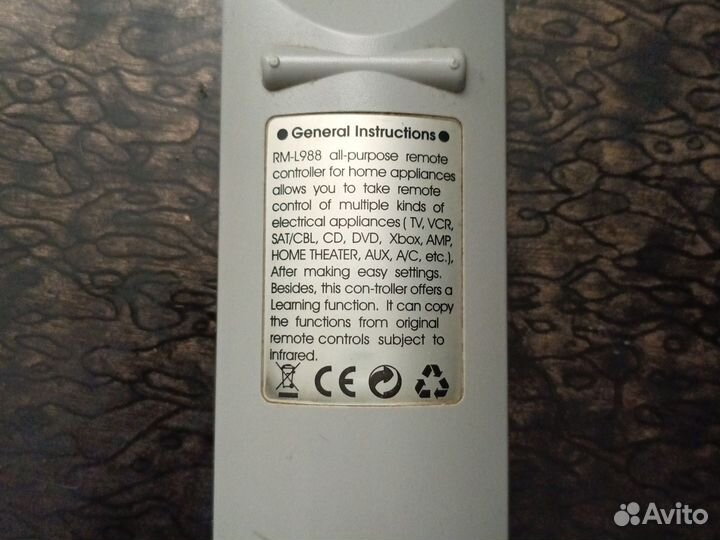 ● General Instructions ●
RM-L988 all-purpose remote
controller for home appliances
allows you to take remote
control of multiple kinds of
electrical appliances ( TV, VCR,
SAT/CBL, CD, DVD, Xbox, AMP,
HOME THEATER, AUX, A/C, etc.),
After making easy settings.
Besides, this con-troller offers a
Learning function. It can copy
the functions from original
remote controls subject to
infrared.
CE
Avito